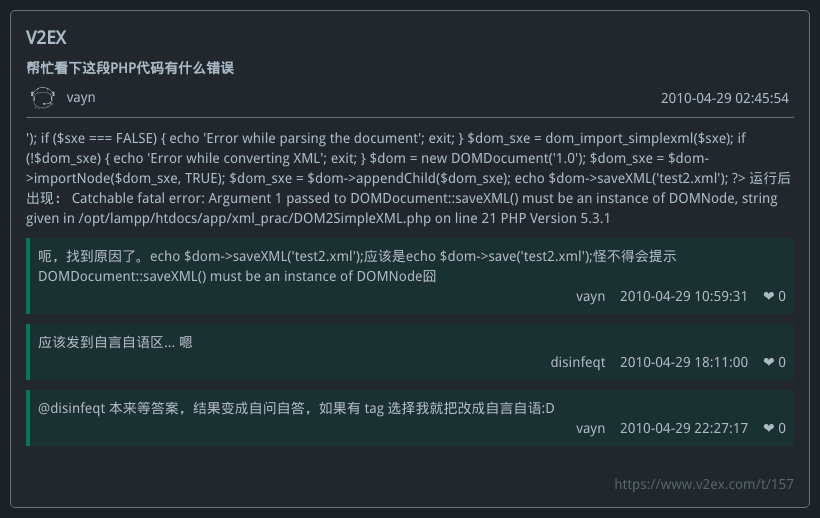 V2EX
帮忙看下这段PHP代码有什么错误
vayn
2010-04-29 02:45:54
'); if ($sxe === FALSE) { echo 'Error while parsing the document'; exit; } $dom_sxe = dom_import_simplexml($sxe); if
(!$dom_sxe) { echo 'Error while converting XML'; exit; } $dom = new DOMDocument('1.0'); $dom_sxe = $dom-
>importNode($dom_sxe, TRUE); $dom_sxe = $dom->appendChild($dom_sxe); echo $dom->saveXML('test2.xml'); ?> 运行后
出现： Catchable fatal error: Argument 1 passed to DOMDocument::saveXML() must be an instance of DOMNode, string
given in /opt/lampp/htdocs/app/xml_prac/DOM2SimpleXML.php on line 21 PHP Version 5.3.1
呃，找到原因了。echo $dom->saveXML('test2.xml');应该是echo $dom->save('test2.xml');怪不得会提示
DOMDocument::saveXML() must be an instance of DOMNode囧
vayn 2010-04-29 10:59:31 ❤ 0
应该发到自言自语区... 嗯
disinfeqt 2010-04-29 18:11:00 ❤ 0
@disinfeqt 本来等答案，结果变成自问自答，如果有 tag 选择我就把改成自言自语:D
vayn 2010-04-29 22:27:17 ❤ 0
https://www.v2ex.com/t/157